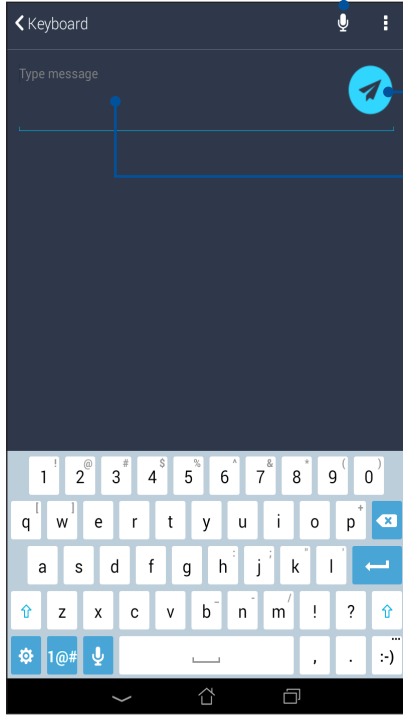 Keyboard
Type message
1 ! 2 @ 3 # 4 $ 5 % 6 ^ 7 & 8 * 9 ( 0 )
q [ w ] e r t y u i o p +
a s d f g h : j ; k " l '
z x c v b _ n - m / ! ?
1@# , . ... :-)